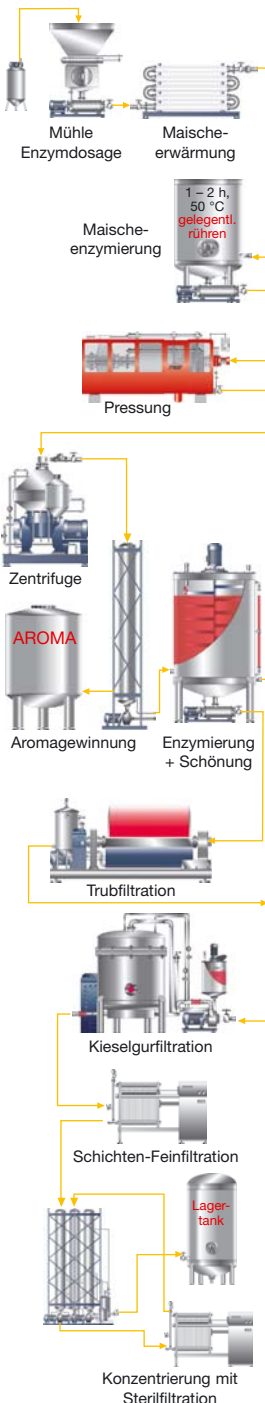 Mühle
Enzymdosage
Maische-
erwärmung
1 – 2 h,
50 °C
gelegentl.
rühren
Maische-
enzymierung
Pressung
Zentrifuge
AROMA
Aromagewinnung
Enzymierung
+ Schönung
Trubfiltration
Kieselgurfiltration
Schichten-Feinfiltration
Lager-
tank
Konzentrierung mit
Sterilfiltration